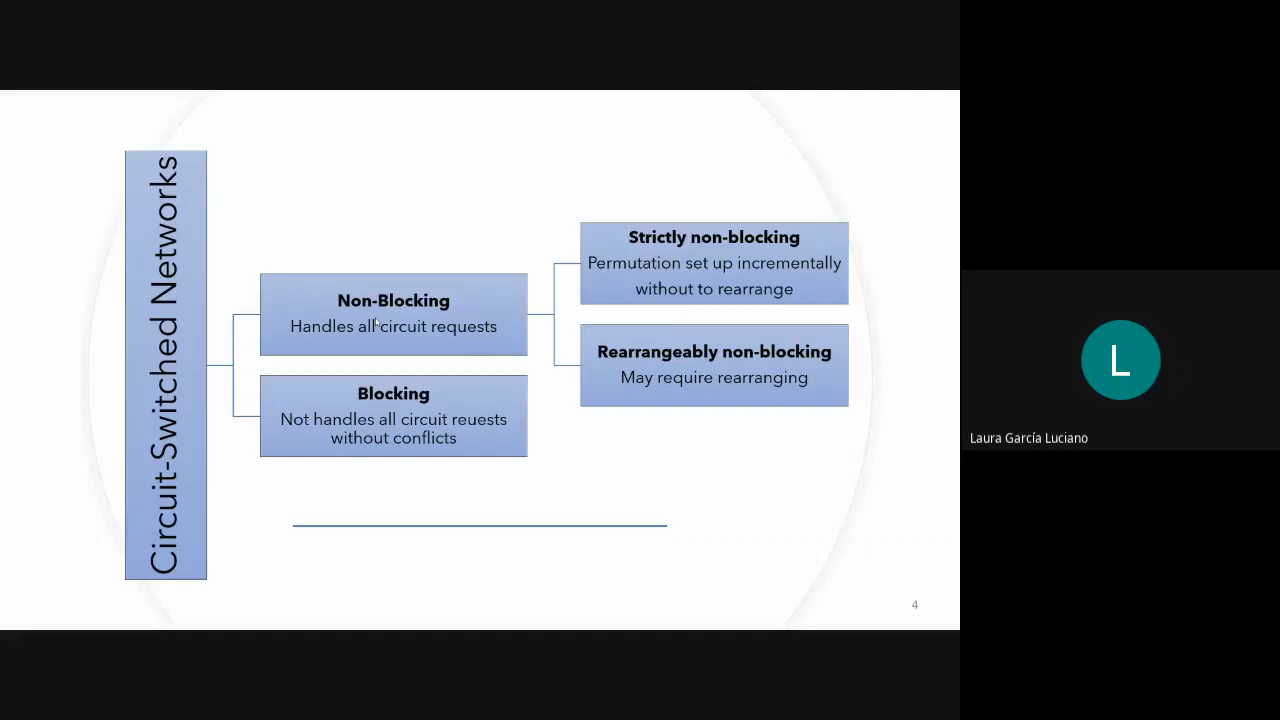 Circuit-Switched Networks
Non-Blocking
Handles all circuit requests
Blocking
Not handles all circuit reuests
without conflicts
Strictly non-blocking
Permutation set up incrementally
without to rearrange
Rearrangeably non-blocking
May require rearranging
4
L
Laura García Luciano